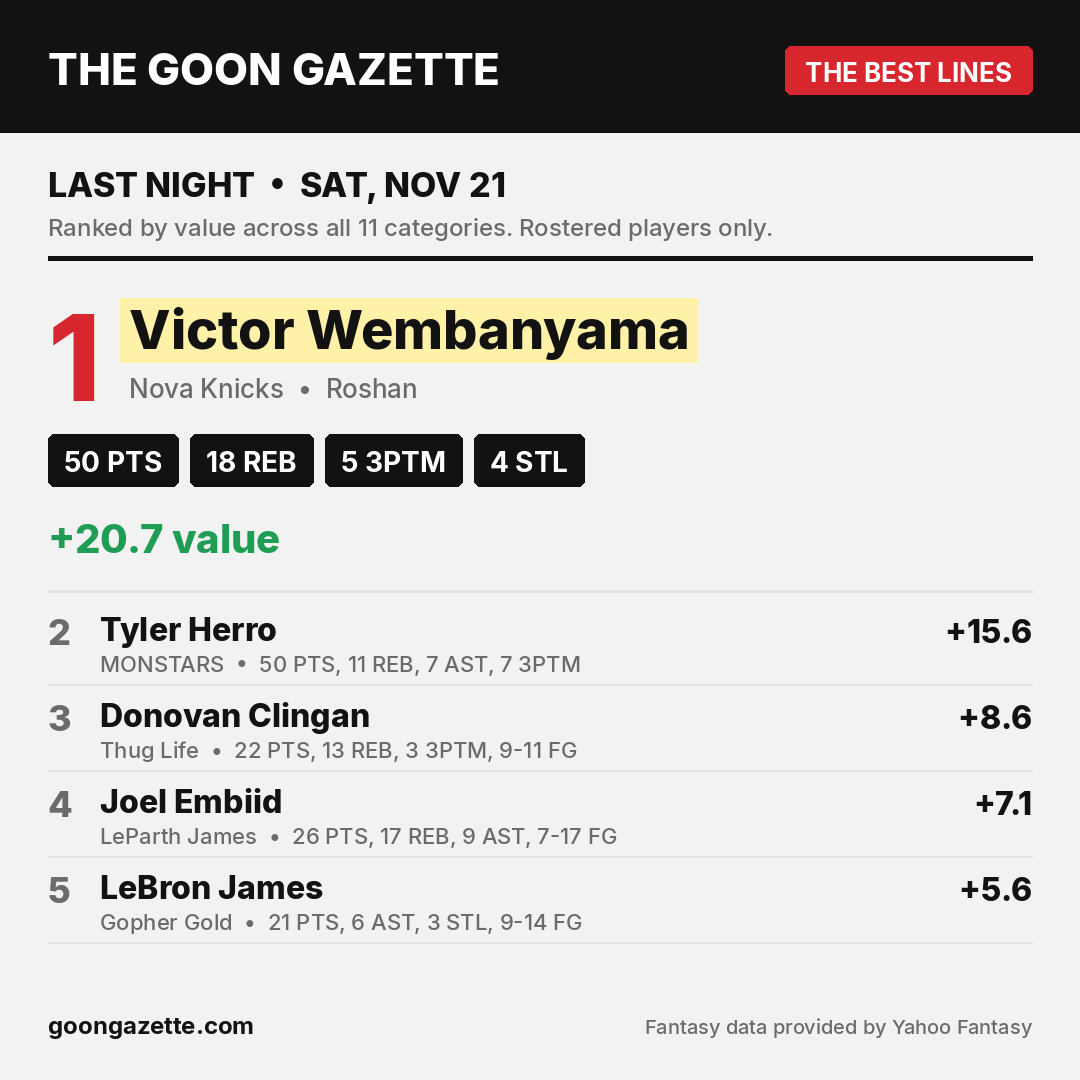 THE GOON GAZETTE
THE BEST LINES
LAST NIGHT • SAT, NOV 21
Ranked by value across all 11 categories. Rostered players only.
1
Victor Wembanyama
Nova Knicks • Roshan
50 PTS 18 REB 5 3PTM 4 STL
+20.7 value
2 Tyler Herro +15.6
MONSTARS • 50 PTS, 11 REB, 7 AST, 7 3PTM
3 Donovan Clingan +8.6
Thug Life • 22 PTS, 13 REB, 3 3PTM, 9-11 FG
4 Joel Embiid +7.1
LeParth James • 26 PTS, 17 REB, 9 AST, 7-17 FG
5 LeBron James +5.6
Gopher Gold • 21 PTS, 6 AST, 3 STL, 9-14 FG
goongazette.com
Fantasy data provided by Yahoo Fantasy